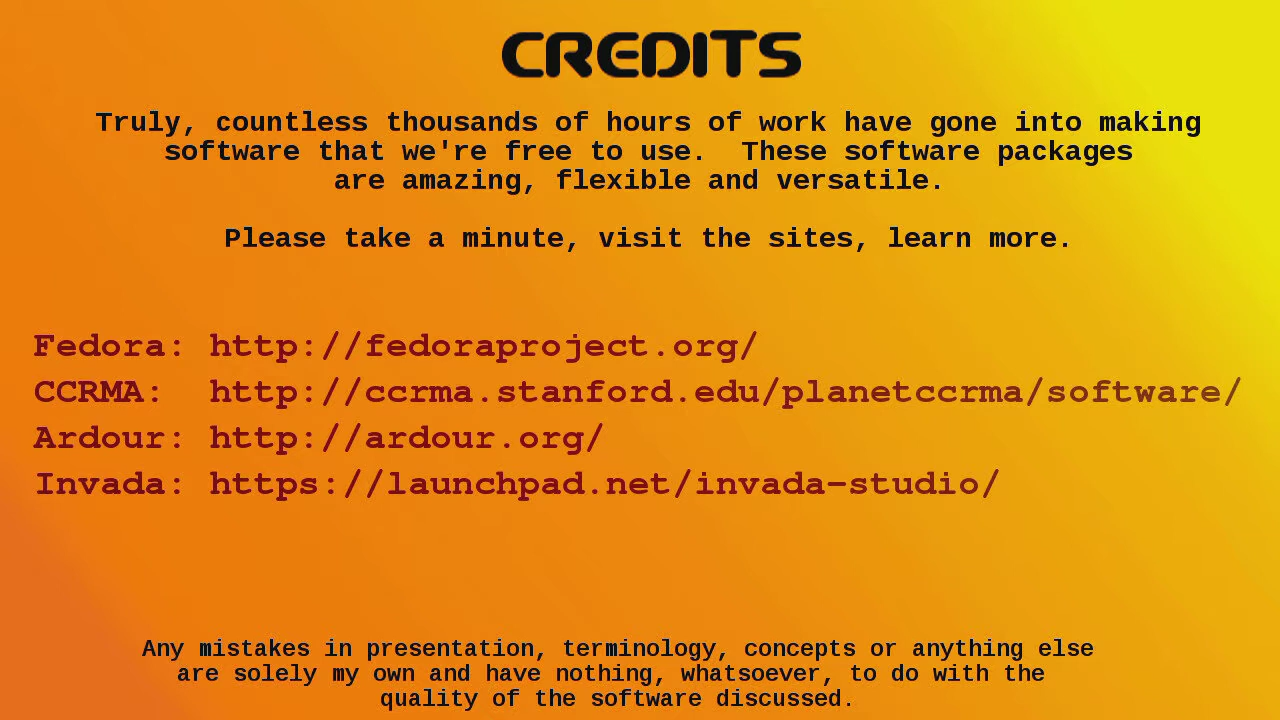 CREDITS
Truly, countless thousands of hours of work have gone into making
software that we're free to use.  These software packages
are amazing, flexible and versatile.
Please take a minute, visit the sites, learn more.
Fedora: http://fedoraproject.org/
CCRMA:  http://ccrma.stanford.edu/planetccrma/software/
Ardour: http://ardour.org/
Invada: https://launchpad.net/invada-studio/
Any mistakes in presentation, terminology, concepts or anything else
are solely my own and have nothing, whatsoever, to do with the
quality of the software discussed.